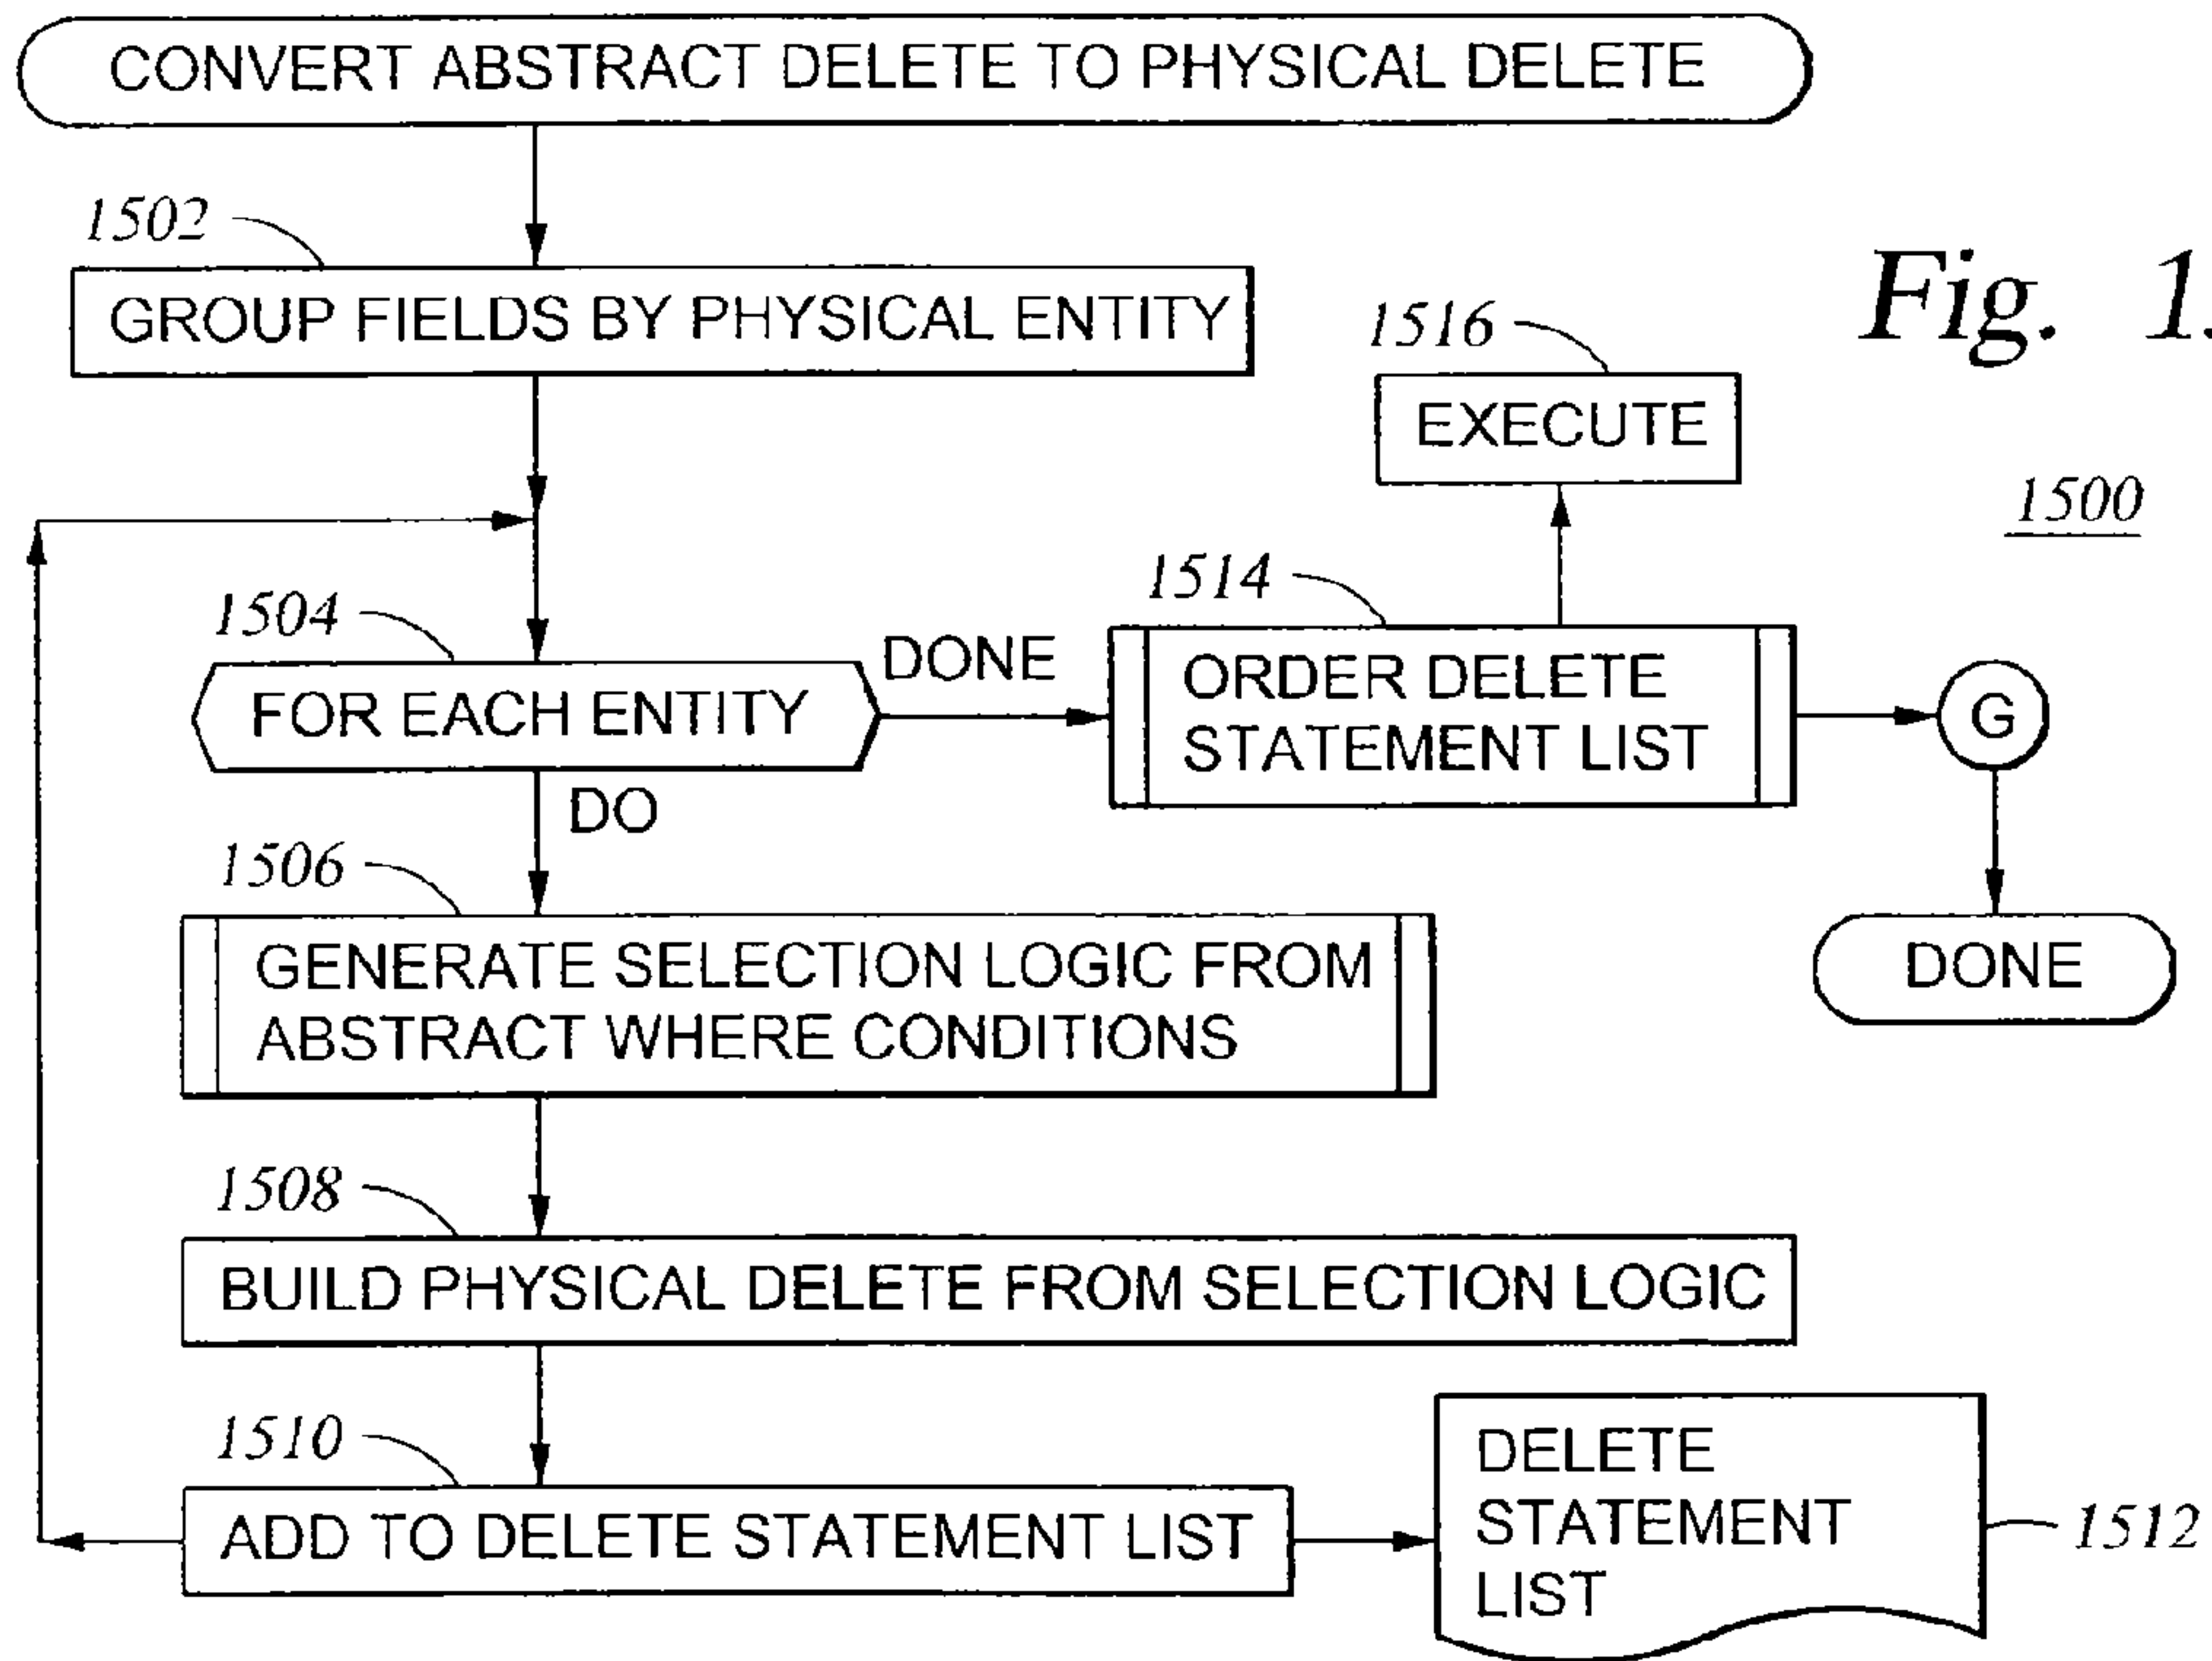 CONVERT ABSTRACT DELETE TO PHYSICAL DELETE
1502
GROUP FIELDS BY PHYSICAL ENTITY
Fig. 1
1516
EXECUTE
1500
1504
FOR EACH ENTITY
DONE
DO
1514
ORDER DELETE
STATEMENT LIST
G
DONE
1506
GENERATE SELECTION LOGIC FROM
ABSTRACT WHERE CONDITIONS
1508
BUILD PHYSICAL DELETE FROM SELECTION LOGIC
1510
ADD TO DELETE STATEMENT LIST
DELETE
STATEMENT
LIST
1512